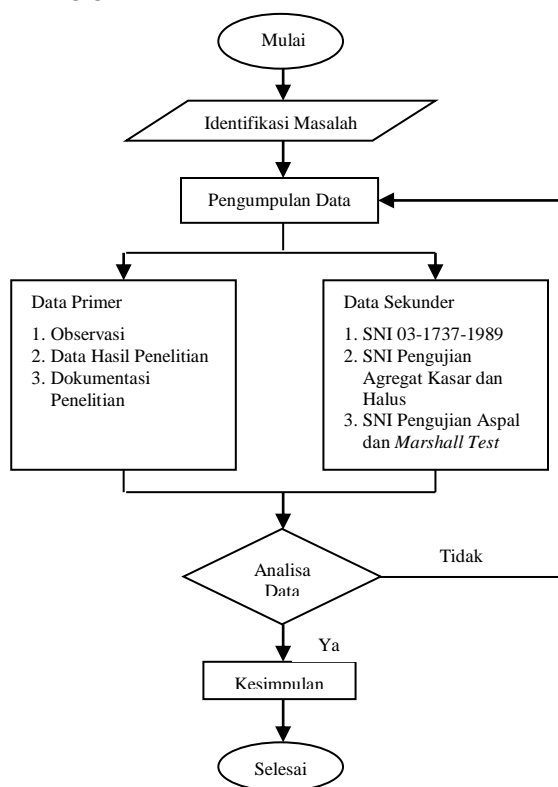 Mulai
Identifikasi Masalah
Pengumpulan Data
Data Primer
1. Observasi
2. Data Hasil Penelitian
3. Dokumentasi
Penelitian
Data Sekunder
1. SNI 03-1737-1989
2. SNI Pengujian
Agregat Kasar dan
Halus
3. SNI Pengujian Aspal
dan Marshall Test
Analisa
Data
Tidak
Ya
Kesimpulan
Selesai